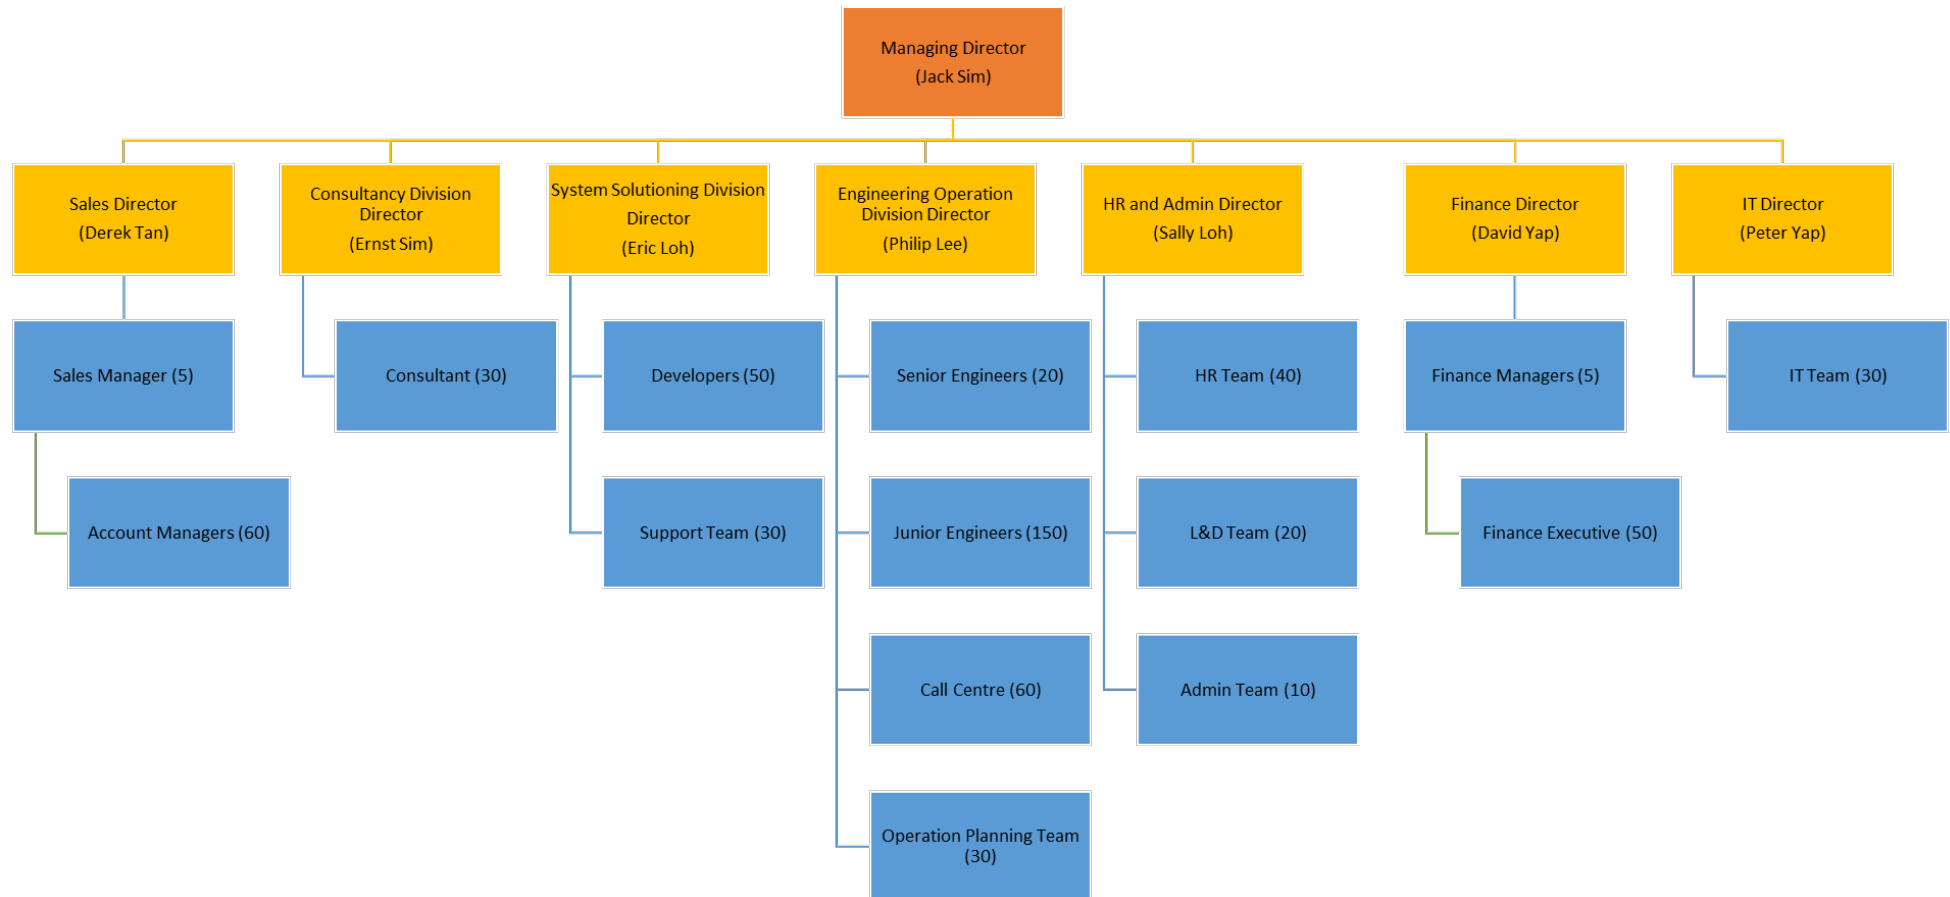 Managing Director
(Jack Sim)
Sales Director
(Derek Tan)
Consultancy Division
Director
(Ernst Sim)
System Solutioning Division
Director
(Eric Loh)
Engineering Operation
Division Director
(Philip Lee)
HR and Admin Director
(Sally Loh)
Finance Director
(David Yap)
IT Director
(Peter Yap)
Sales Manager (5)
Consultant (30)
Developers (50)
Senior Engineers (20)
HR Team (40)
Finance Managers (5)
IT Team (30)
Account Managers (60)
Support Team (30)
Junior Engineers (150)
L&D Team (20)
Finance Executive (50)
Call Centre (60)
Admin Team (10)
Operation Planning Team
(30)